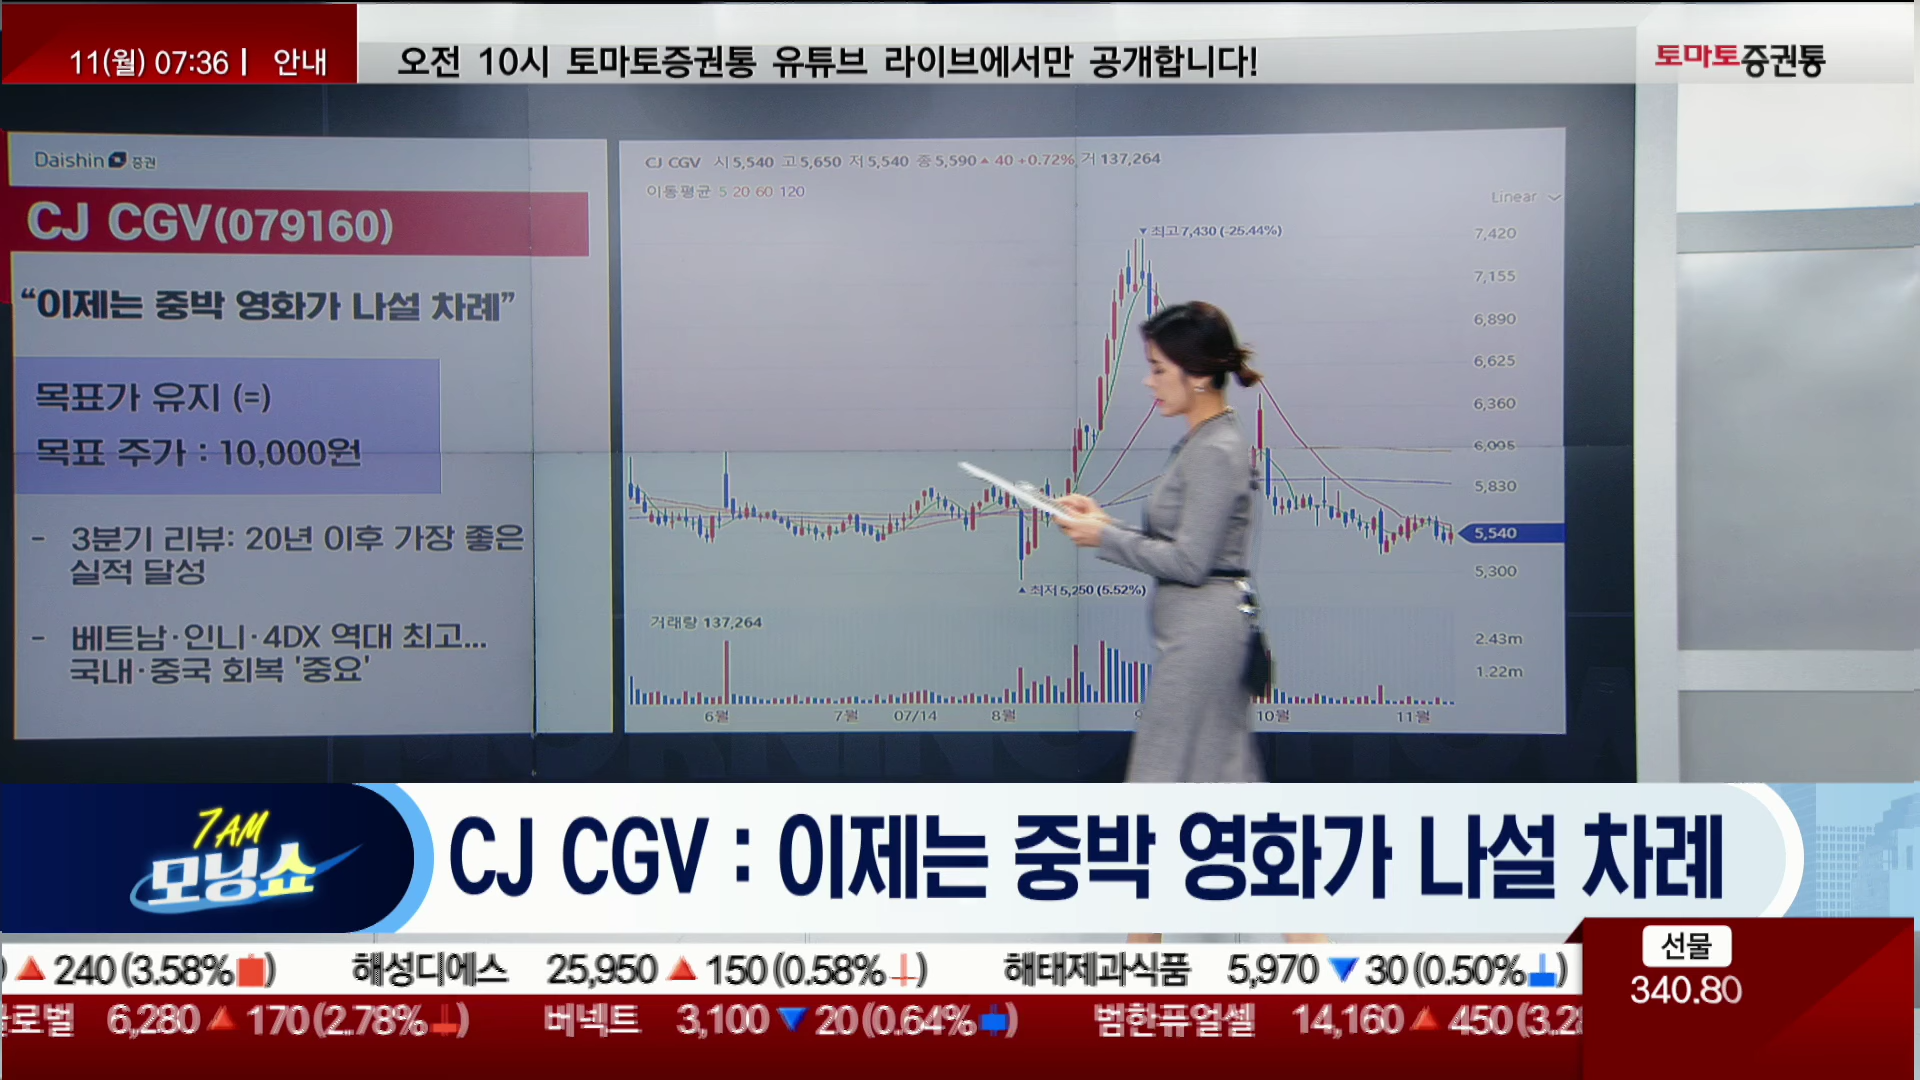 11(월) 07:36 | 안내
오전 10시 토마토증권통 유튜브 라이브에서만 공개합니다!
토마토증권통
Daishin 증권
CJ CGV(079160)
“이제는 중박 영화가 나설 차례”
목표가 유지 (=)
목표 주가 : 10,000원
- 3분기 리뷰: 20년 이후 가장 좋은
실적 달성
- 베트남·인니·4DX 역대 최고...
국내·중국 회복 '중요'
CJ CGV 시 5,540 고 5,650 저 5,540 종 5,590 ▲ 40 +0.72% 거 137,264
이동평균 5 20 60 120
Linear
▼ 최고 7,430 (-25.44%)
7,420
7,155
6,890
6,625
6,360
6,095
5,830
5,540
5,300
▲ 최저 5,250 (5.52%)
거래량 137,264
2.43m
1.22m
6월 7월 07/14 8월 10월 11월
7AM
모닝쇼
CJ CGV : 이제는 중박 영화가 나설 차례
▲ 240 (3.58% ) 해성디에스 25,950 ▲ 150 (0.58% ) 해태제과식품 5,970 ▼ 30 (0.50% )
로벌 6,280 ▲ 170 (2.78% ) 버넥트 3,100 ▼ 20 (0.64% ) 범한퓨얼셀 14,160 ▲ 450 (3.28
선물
340.80